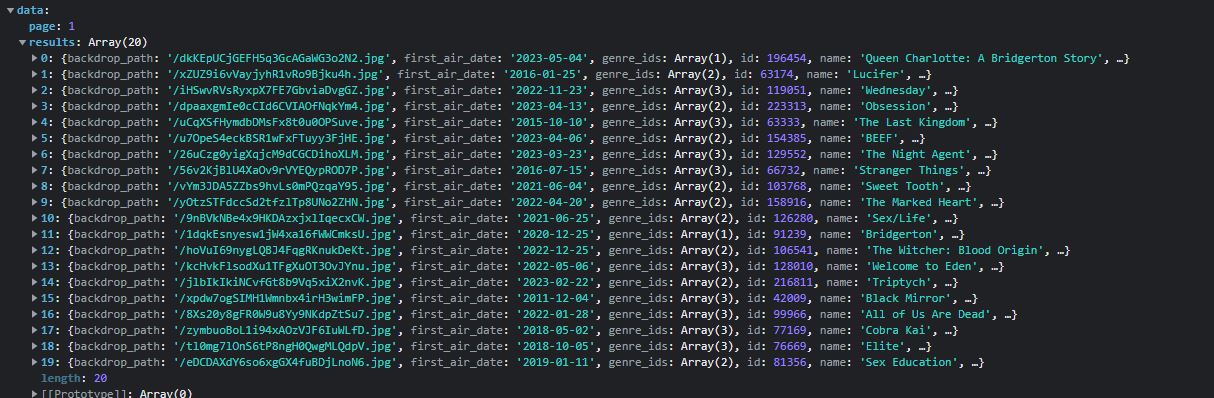 data:
page: 1
results: Array(20)
0: {backdrop_path: '/dkKEpUCjGEFH5q3GcAGaWG3o2N2.jpg', first_air_date: '2023-05-04', genre_ids: Array(1), id: 196454, name: 'Queen Charlotte: A Bridgerton Story', …}
1: {backdrop_path: '/xZUZ9i6vVayjyhR1vRo9Bjku4h.jpg', first_air_date: '2016-01-25', genre_ids: Array(2), id: 63174, name: 'Lucifer', …}
2: {backdrop_path: '/iHSwvRVsRyxpX7FE7GbviaDvgGZ.jpg', first_air_date: '2022-11-23', genre_ids: Array(3), id: 119051, name: 'Wednesday', …}
3: {backdrop_path: '/dpaaxgmIe0cCId6CVIAOfNqkYm4.jpg', first_air_date: '2023-04-13', genre_ids: Array(2), id: 223313, name: 'Obsession', …}
4: {backdrop_path: '/uCqXSfHymdbDMsFx8t0u0OPSuve.jpg', first_air_date: '2015-10-10', genre_ids: Array(3), id: 63333, name: 'The Last Kingdom', …}
5: {backdrop_path: '/u7OpeS4eckBSR1wFxFTuyy3FjHE.jpg', first_air_date: '2023-04-06', genre_ids: Array(2), id: 154385, name: 'BEEF', …}
6: {backdrop_path: '/26uCzg0yigXqjcM9dCGCDihoXLM.jpg', first_air_date: '2023-03-23', genre_ids: Array(3), id: 129552, name: 'The Night Agent', …}
7: {backdrop_path: '/56v2KjBlU4XaOv9rVYEQypROD7P.jpg', first_air_date: '2016-07-15', genre_ids: Array(3), id: 66732, name: 'Stranger Things', …}
8: {backdrop_path: '/vYm3JDA5ZZbs9hvLs0mPQzqaY95.jpg', first_air_date: '2021-06-04', genre_ids: Array(2), id: 103768, name: 'Sweet Tooth', …}
9: {backdrop_path: '/yOtzSTFdccSd2tfzlTp8UNo2ZHN.jpg', first_air_date: '2022-04-20', genre_ids: Array(2), id: 158916, name: 'The Marked Heart', …}
10: {backdrop_path: '/9nBVkNBe4x9HKDAzxjxlIqecxCW.jpg', first_air_date: '2021-06-25', genre_ids: Array(2), id: 126280, name: 'Sex/Life', …}
11: {backdrop_path: '/1dqkEsnyesw1jW4xa16fWWCmksU.jpg', first_air_date: '2020-12-25', genre_ids: Array(1), id: 91239, name: 'Bridgerton', …}
12: {backdrop_path: '/hoVuI69nygLQBJ4FqgRKnukDeKt.jpg', first_air_date: '2022-12-25', genre_ids: Array(2), id: 106541, name: 'The Witcher: Blood Origin', …}
13: {backdrop_path: '/kcHvkFlsodXu1TFgXuOT3OvJYnu.jpg', first_air_date: '2022-05-06', genre_ids: Array(3), id: 128010, name: 'Welcome to Eden', …}
14: {backdrop_path: '/jlbIkIkiNCvfGt8b9Vq5xiX2nvK.jpg', first_air_date: '2023-02-22', genre_ids: Array(2), id: 216811, name: 'Triptych', …}
15: {backdrop_path: '/xpdw7ogSIMH1Wmnbx4irH3wimFP.jpg', first_air_date: '2011-12-04', genre_ids: Array(3), id: 42009, name: 'Black Mirror', …}
16: {backdrop_path: '/8Xs20y8gFR0W9u8Yy9NKdpZtSu7.jpg', first_air_date: '2022-01-28', genre_ids: Array(3), id: 99966, name: 'All of Us Are Dead', …}
17: {backdrop_path: '/zymbuoBoL1i94xAOzVJF6IuWLfD.jpg', first_air_date: '2018-05-02', genre_ids: Array(3), id: 77169, name: 'Cobra Kai', …}
18: {backdrop_path: '/tl0mg7lOnS6tP8ngH0QwgMLQdpV.jpg', first_air_date: '2018-10-05', genre_ids: Array(3), id: 76669, name: 'Elite', …}
19: {backdrop_path: '/eDCDAXdY6so6xgGX4fuBDjLnoN6.jpg', first_air_date: '2019-01-11', genre_ids: Array(2), id: 81356, name: 'Sex Education', …}
length: 20
[[Prototype]]: Array(0)